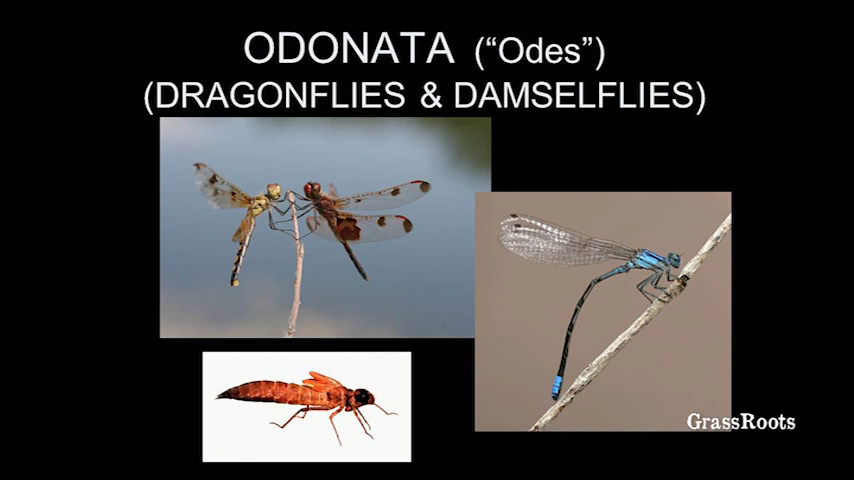 ODONATA (“Odes”)
(DRAGONFLIES & DAMSELFLIES)
GrassRoots